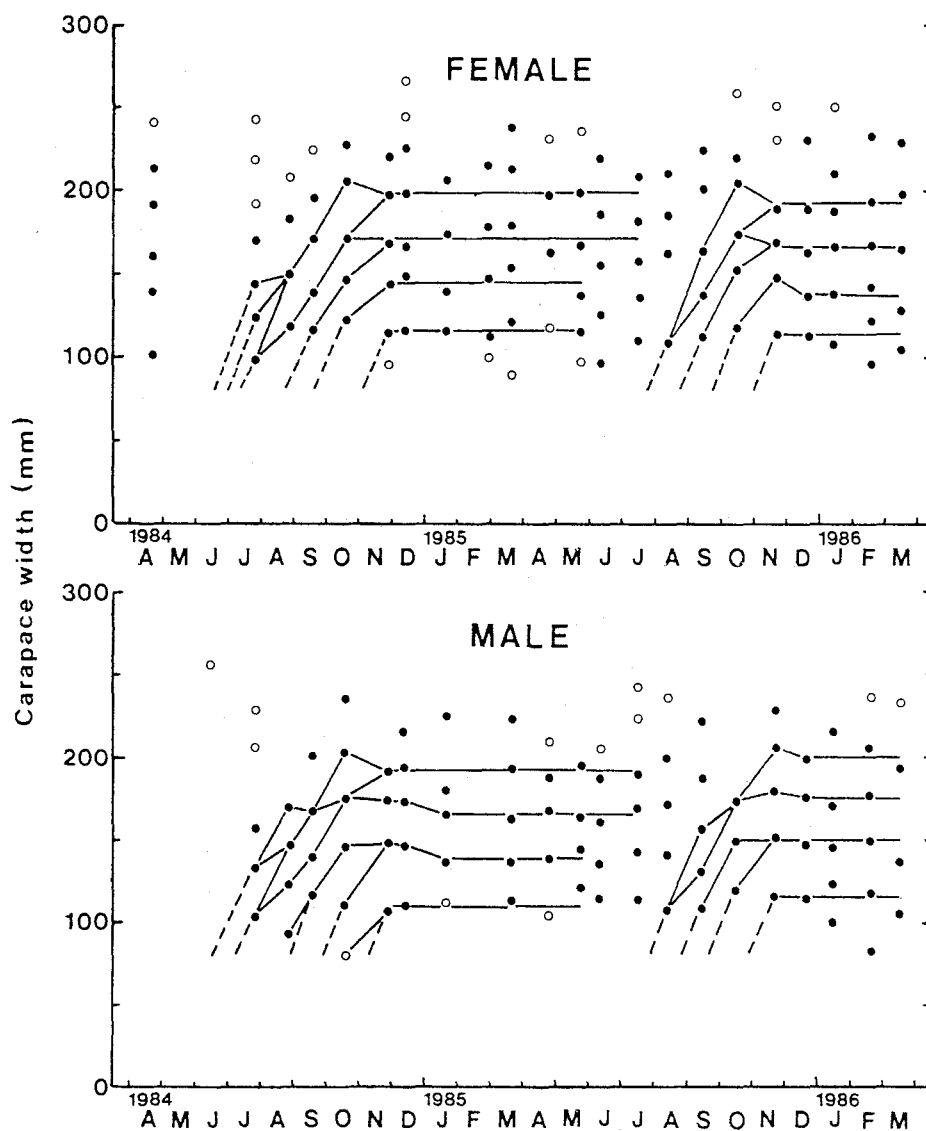 Carapace width (mm)
FEMALE
300
200
100
0
1984 1985 1986
A M J J A S O N D J F M A M J J A S O N D J F M
MALE
300
200
100
0
1984 1985 1986
A M J J A S O N D J F M A M J J A S O N D J F M